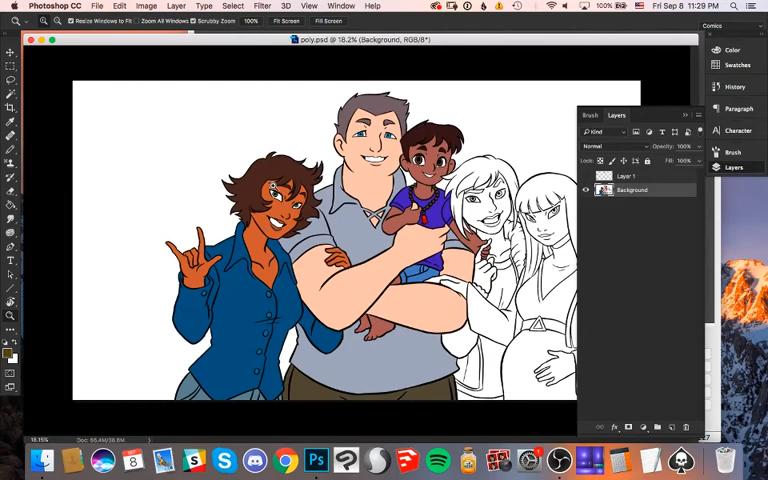 Photoshop CC File Edit Image Layer Type Select Filter 3D View Window Help 100% Fri Sep 8 11:29 PM
Resize Windows to Fit Zoom All Windows Scrubby Zoom 100% Fit Screen Fill Screen
Comics
poly.psd @ 18.2% (Background, RGB/8*)
Color
Swatches
History
Paragraph
Character
Brush
Layers
Brush Layers
Kind
Normal Opacity: 100%
Lock: Fill: 100%
Layer 1
Background
fx
18.15% Doc: 
8
Ps